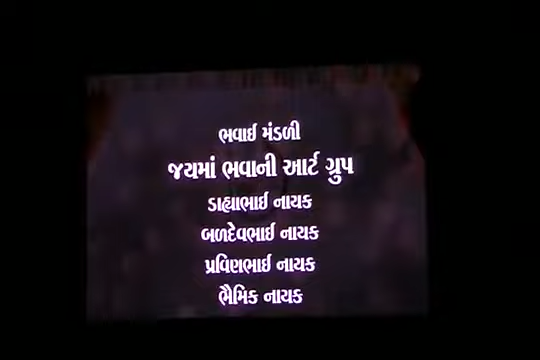 ભવાઈ મંડળી
જયમાં ભવાની આર્ટ ગ્રુપ
ડાહ્યાભાઈ નાયક
બળદેવભાઈ નાયક
પ્રવિણભાઈ નાયક
ભૈમિક નાયક